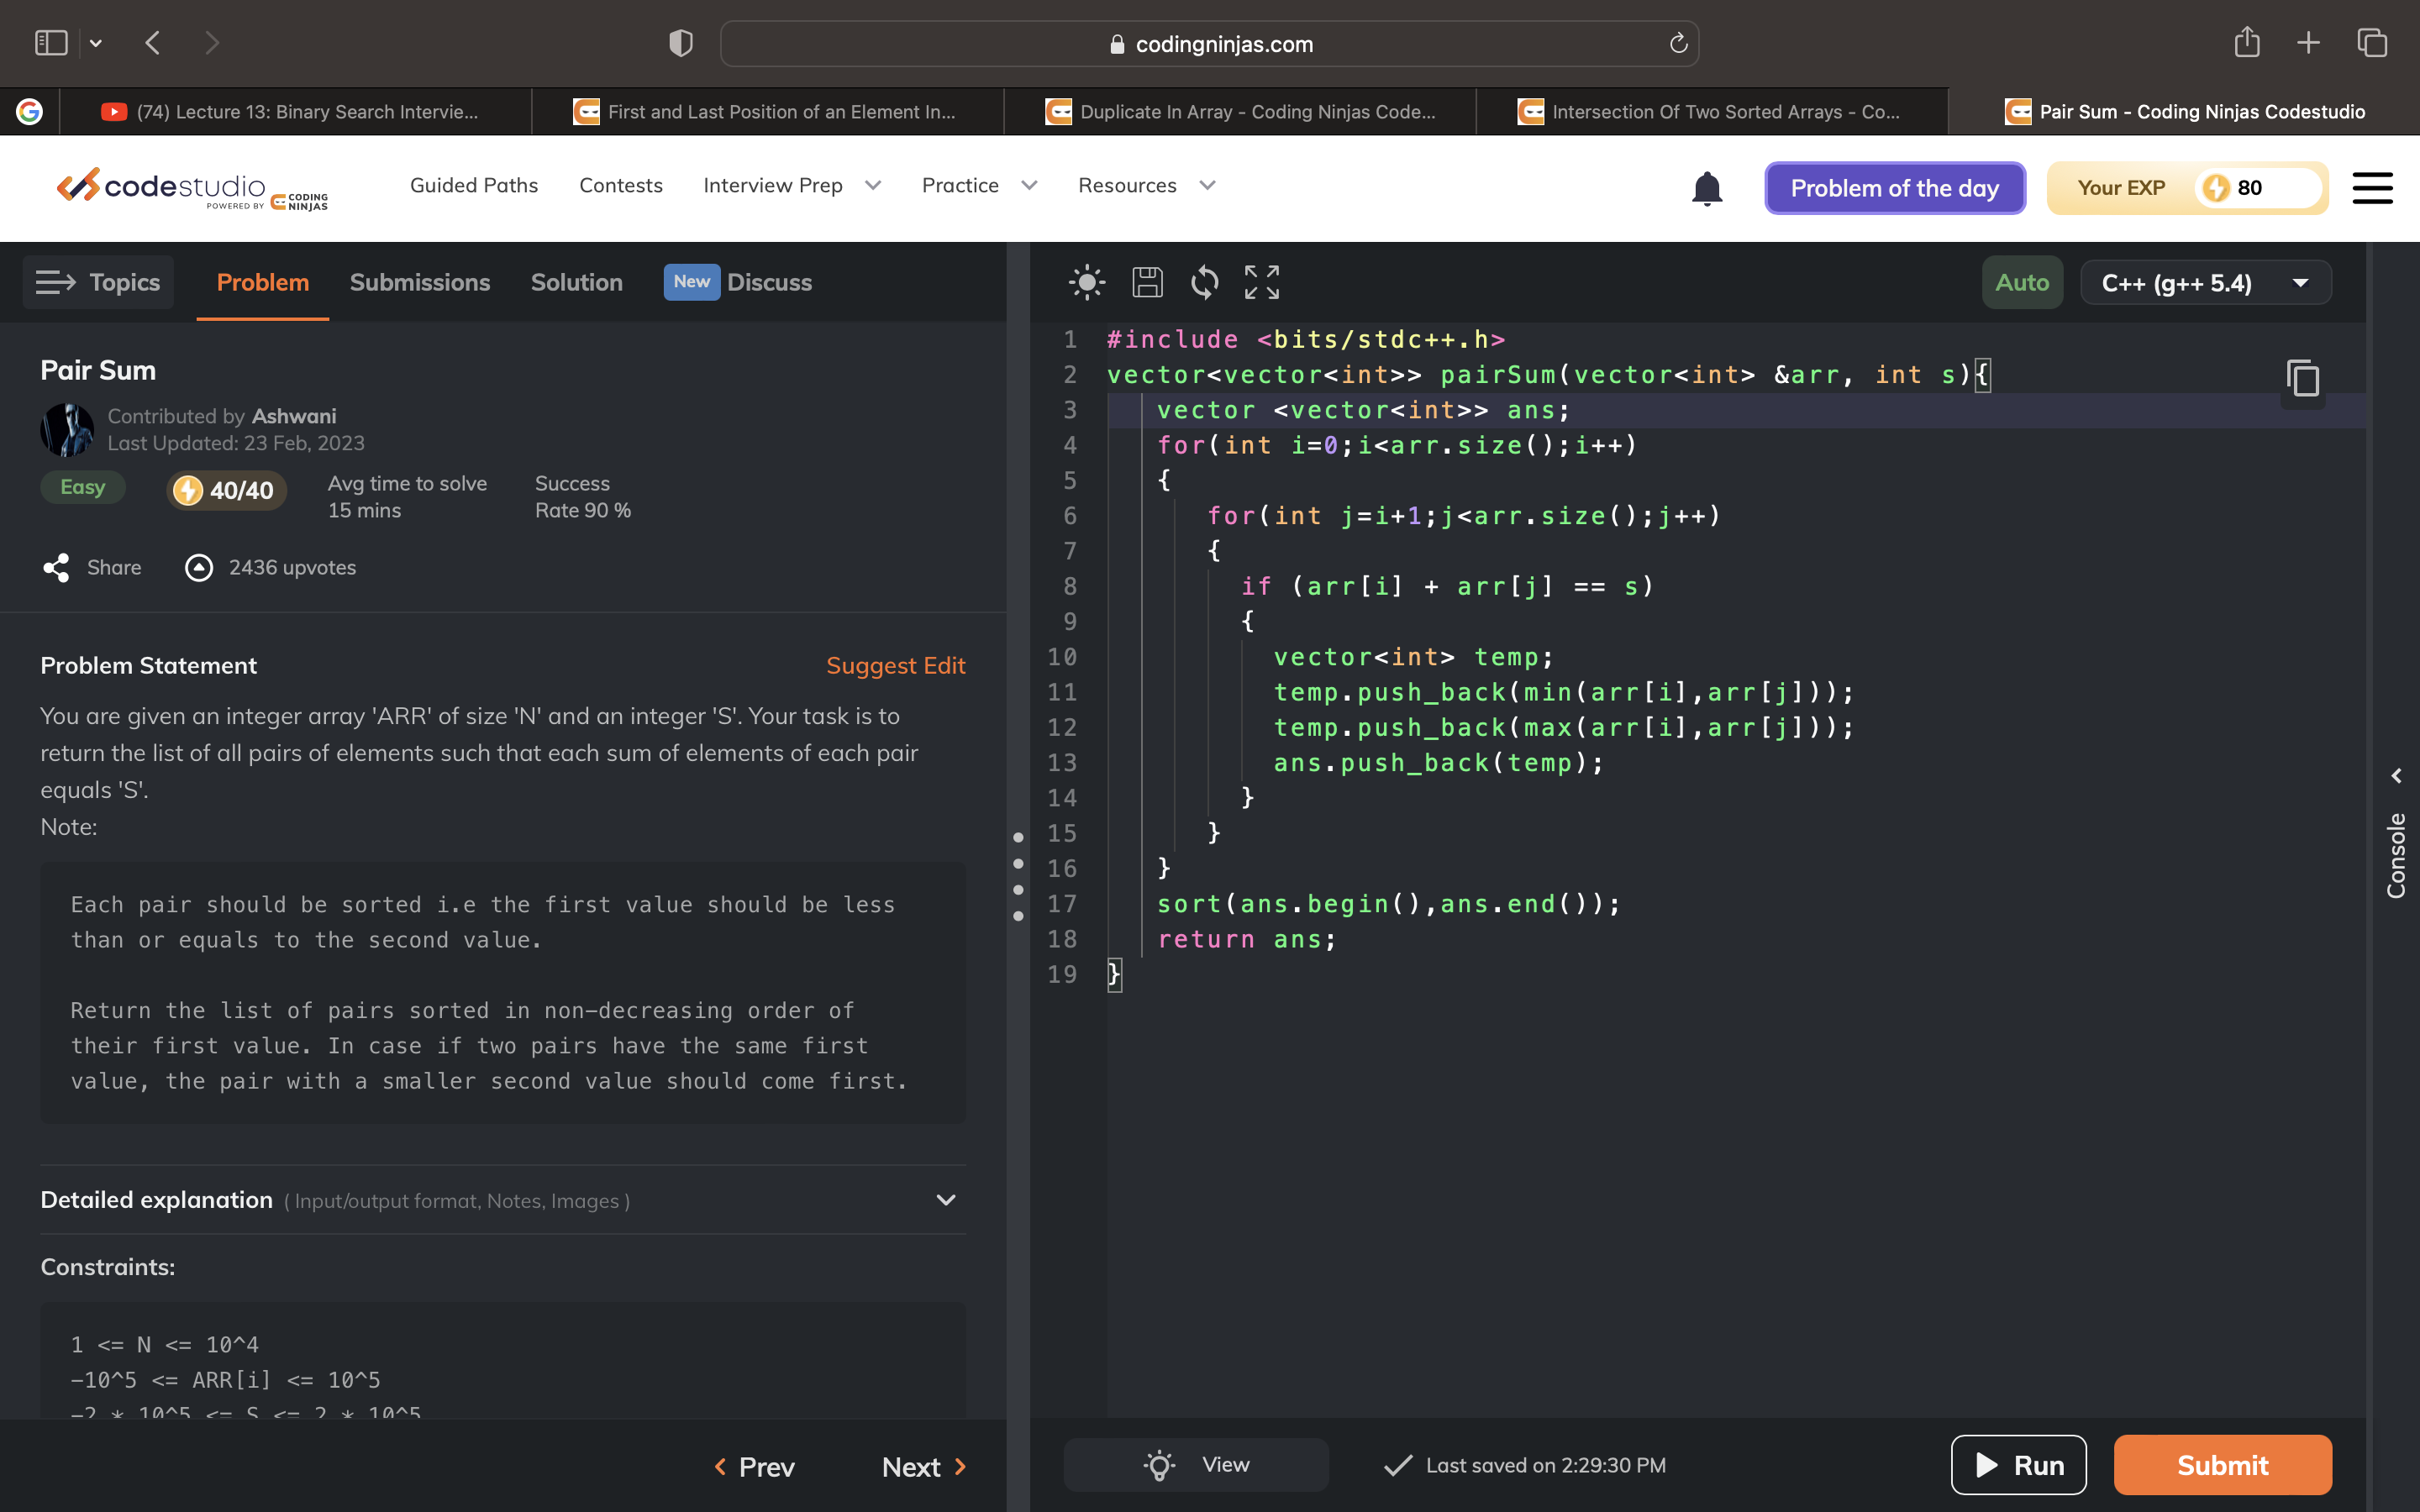 codingninjas.com
(74) Lecture 13: Binary Search Intervie...
First and Last Position of an Element In...
Duplicate In Array - Coding Ninjas Code...
Intersection Of Two Sorted Arrays - Co...
Pair Sum - Coding Ninjas Codestudio
codestudio
POWERED BY CODING NINJAS
Guided Paths
Contests
Interview Prep
Practice
Resources
Problem of the day
Your EXP 80
Topics
Problem
Submissions
Solution
New Discuss
Pair Sum
Contributed by Ashwani
Last Updated: 23 Feb, 2023
Easy
40/40
Avg time to solve
15 mins
Success
Rate 90 %
Share
2436 upvotes
Problem Statement
Suggest Edit
You are given an integer array 'ARR' of size 'N' and an integer 'S'. Your task is to
return the list of all pairs of elements such that each sum of elements of each pair
equals 'S'.
Note:
Each pair should be sorted i.e the first value should be less
than or equals to the second value.
Return the list of pairs sorted in non-decreasing order of
their first value. In case if two pairs have the same first
value, the pair with a smaller second value should come first.
Detailed explanation ( Input/output format, Notes, Images )
Constraints:
1 <= N <= 10^4
-10^5 <= ARR[i] <= 10^5
-2 * 10^5 <= S <= 2 * 10^5
Prev
Next
Auto
C++ (g++ 5.4)
1 #include <bits/stdc++.h>
2 vector<vector<int>> pairSum(vector<int> &arr, int s){
3 vector <vector<int>> ans;
4 for(int i=0;i<arr.size();i++)
5 {
6 for(int j=i+1;j<arr.size();j++)
7 {
8 if (arr[i] + arr[j] == s)
9 {
10 vector<int> temp;
11 temp.push_back(min(arr[i],arr[j]));
12 temp.push_back(max(arr[i],arr[j]));
13 ans.push_back(temp);
14 }
15 }
16 }
17 sort(ans.begin(),ans.end());
18 return ans;
19 }
Console
View
Last saved on 2:29:30 PM
Run
Submit